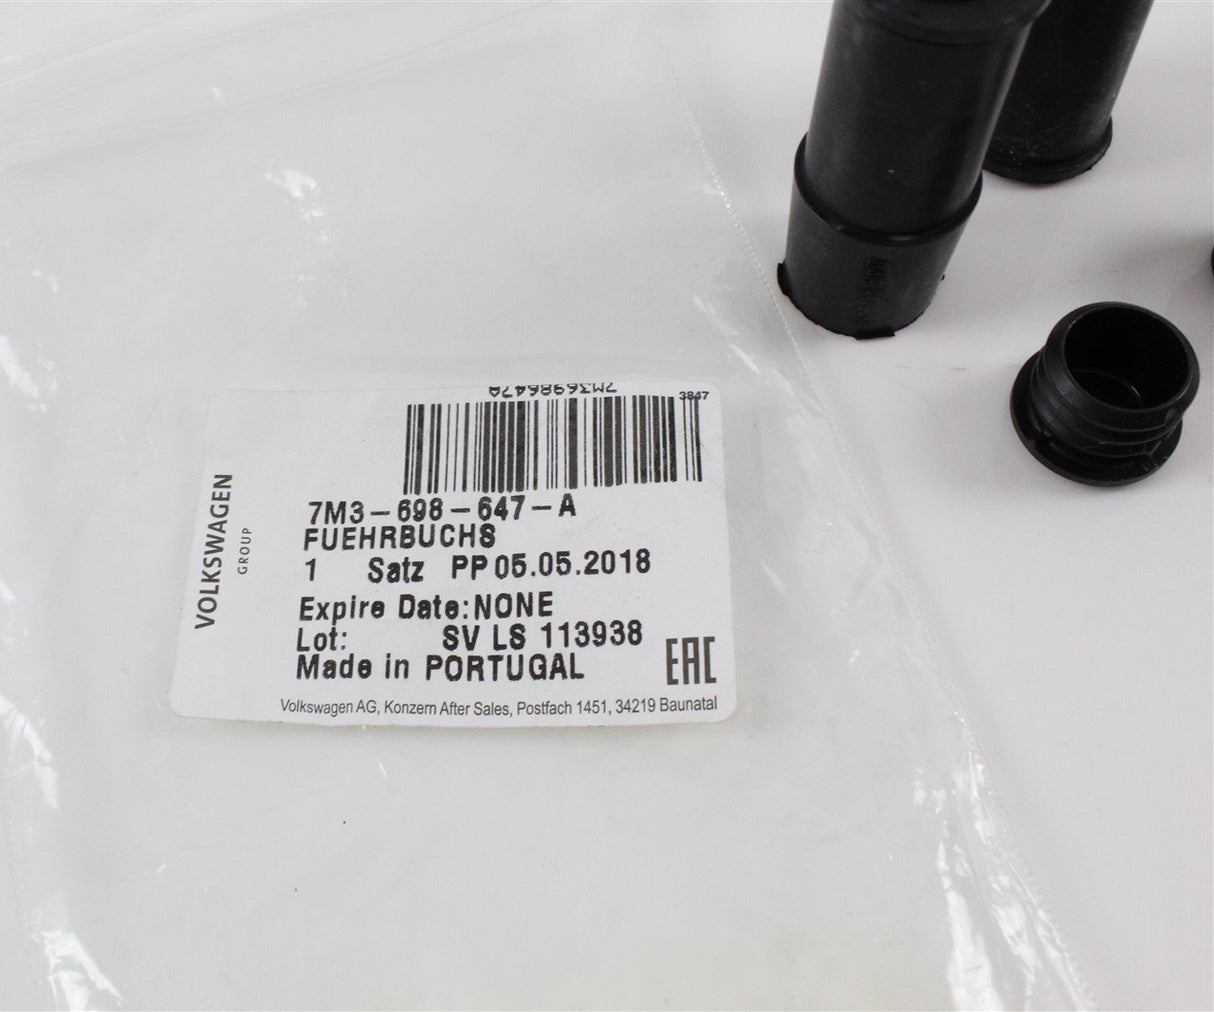 7M3698647A
3847
7M3-698-647-A
FUEHRBUCHS
1 Satz PP 05.05.2018
Expire Date:NONE
Lot: SV LS 113938
Made in PORTUGAL
EAC
Volkswagen AG, Konzern After Sales, Postfach 1451, 34219 Baunatal
VOLKSWAGEN
GROUP